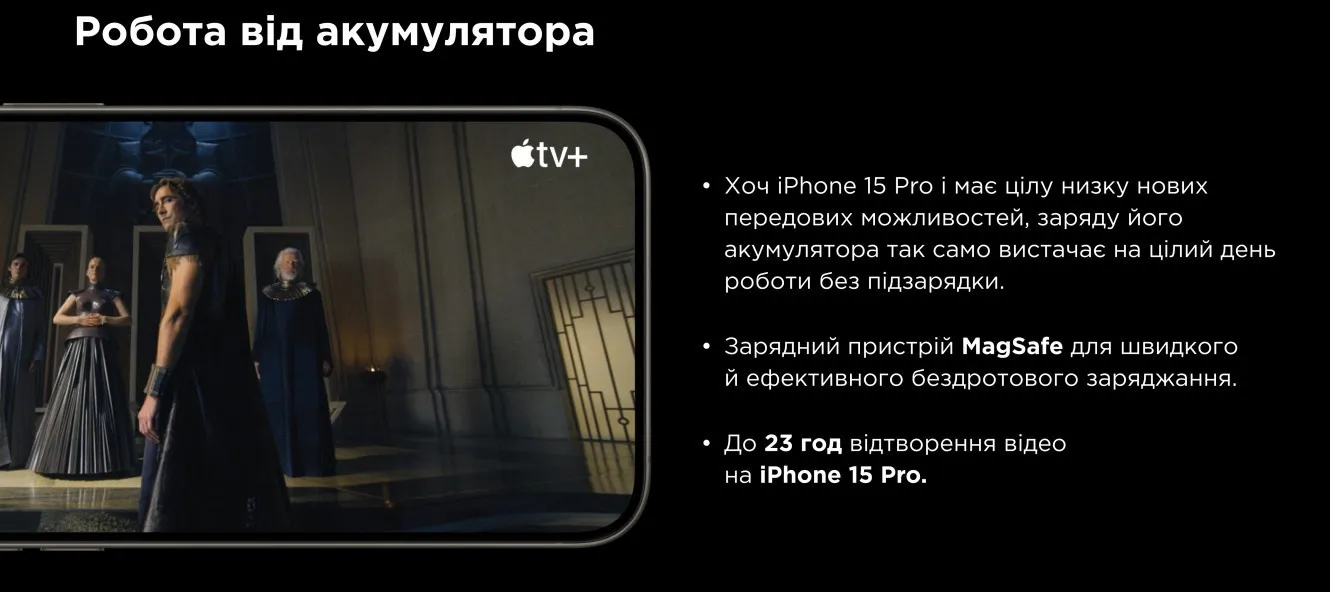 Робота від акумулятора
tv+
• Хоч iPhone 15 Pro і має цілу низку нових
передових можливостей, заряду його
акумулятора так само вистачає на цілий день
роботи без підзарядки.
• Зарядний пристрій MagSafe для швидкого
й ефективного бездротового заряджання.
• До 23 год відтворення відео
на iPhone 15 Pro.